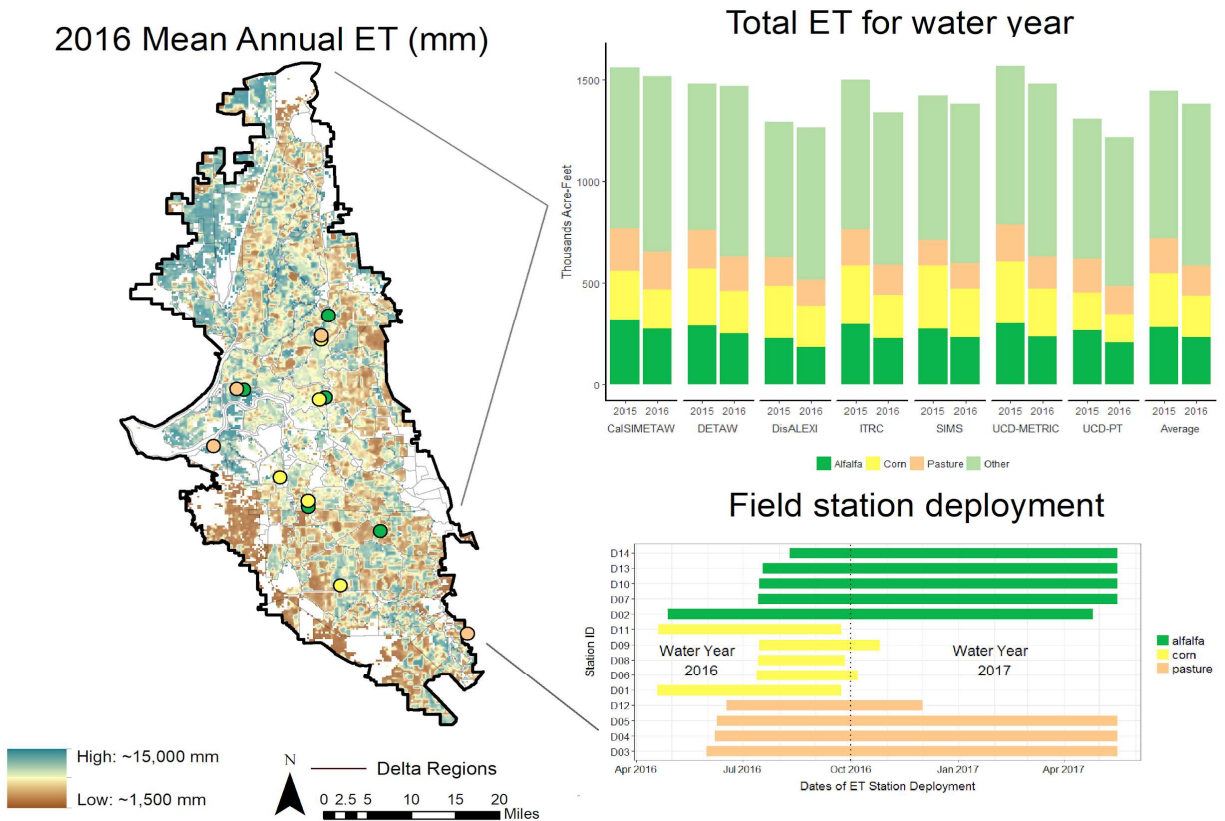 2016 Mean Annual ET (mm)
High: ~15,000 mm
Low: ~1,500 mm
N
Delta Regions
0 2.5 5 10 15 20
Miles
Total ET for water year
Thousands Acre-Feet
1500
1000
500
0
2015 2016 2015 2016 2015 2016 2015 2016 2015 2016 2015 2016 2015 2016 2015 2016
CalSIMETAW DETAW DisALEXI ITRC SIMS UCD-METRIC UCD-PT Average
Alfalfa Corn Pasture Other
Field station deployment
Station ID
D14
D13
D10
D07
D02
D11
D09
D08
D06
D01
D12
D05
D04
D03
Water Year
2016
Water Year
2017
alfalfa
corn
pasture
Apr 2016 Jul 2016 Oct 2016 Jan 2017 Apr 2017
Dates of ET Station Deployment